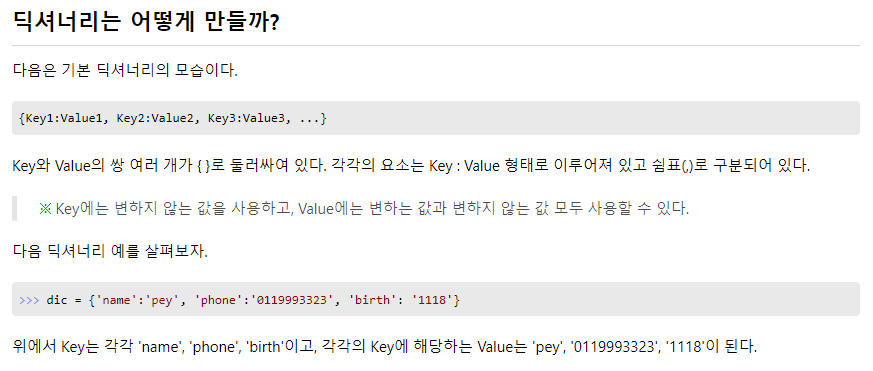 딕셔너리는 어떻게 만들까?
다음은 기본 딕셔너리의 모습이다.
{Key1:Value1, Key2:Value2, Key3:Value3, ...}
Key와 Value의 쌍 여러 개가 { }로 둘러싸여 있다. 각각의 요소는 Key : Value 형태로 이루어져 있고 쉼표(,)로 구분되어 있다.
※ Key에는 변하지 않는 값을 사용하고, Value에는 변하는 값과 변하지 않는 값 모두 사용할 수 있다.
다음 딕셔너리 예를 살펴보자.
>>> dic = {'name':'pey', 'phone':'0119993323', 'birth': '1118'}
위에서 Key는 각각 'name', 'phone', 'birth'이고, 각각의 Key에 해당하는 Value는 'pey', '0119993323', '1118'이 된다.